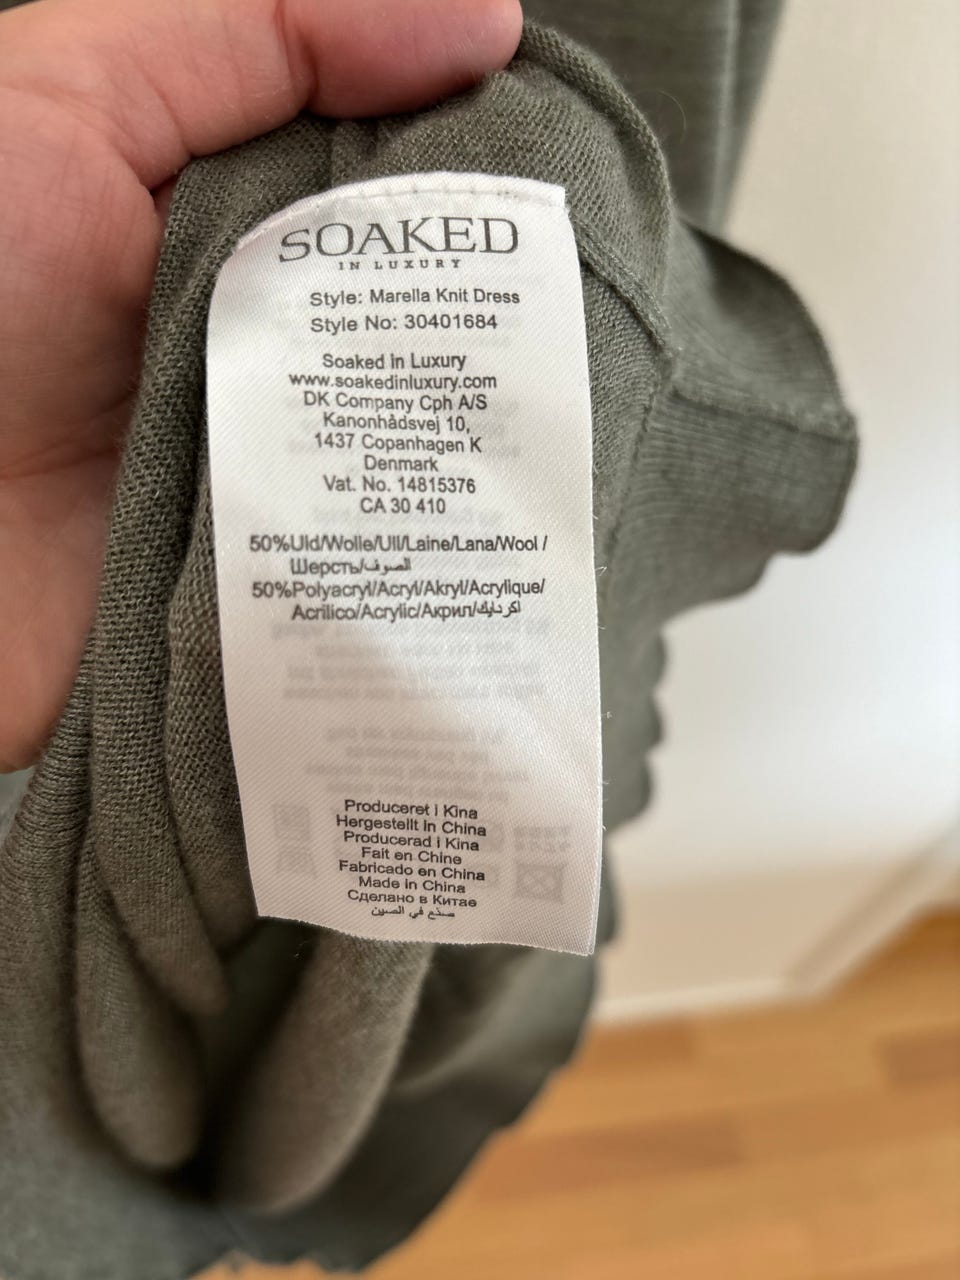 SOAKED
IN LUXURY
Style: Marella Knit Dress
Style No: 30401684
Soaked in Luxury
www.soakedinluxury.com
DK Company Cph A/S
Kanonhådsvej 10,
1437 Copanhagen K
Denmark
Vat. No. 14815376
CA 30 410
50%Uld/Wolle/Ull/Laine/Lana/Wool /
Шерсть/الصوف
50%Polyacryl/Acryl/Akryl/Acrylique/
Acrilico/Acrylic/Акрил/اكردايك
Produceret i Kina
Hergestellt in China
Producerad i Kina
Fait en Chine
Fabricado en China
Made in China
Сделано в Китае
صنع في الصين